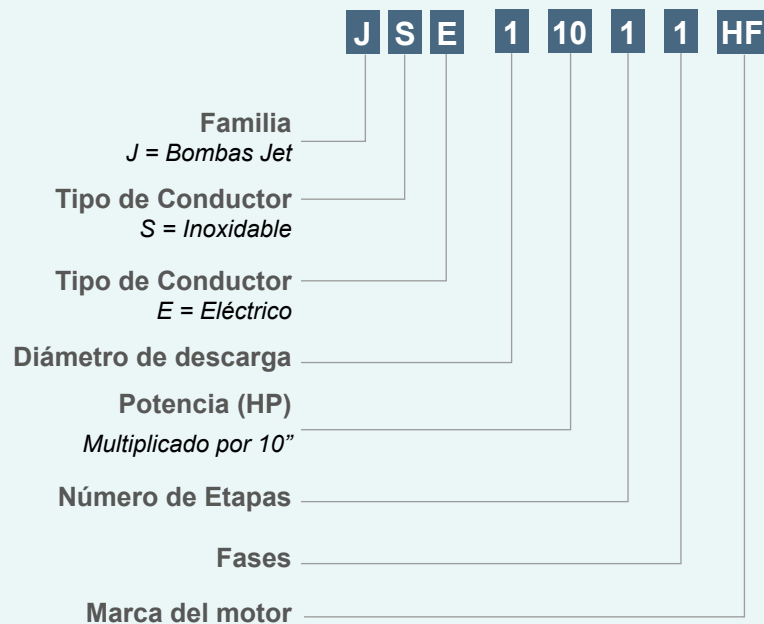 J S E 1 10 1 1 HF
Familia
J = Bombas Jet
Tipo de Conductor
S = Inoxidable
Tipo de Conductor
E = Eléctrico
Diámetro de descarga
Potencia (HP)
Multiplicado por 10”
Número de Etapas
Fases
Marca del motor